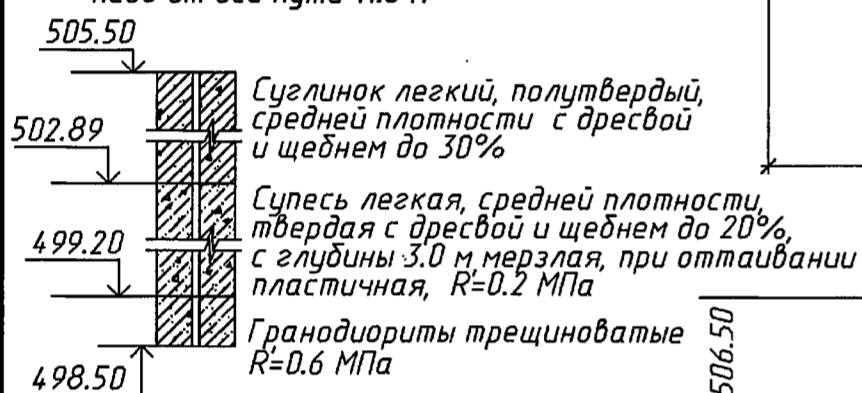 505.50
Суглинок легкий, полутвердый,
средней плотности с дресвой
и щебнем до 30%
502.89
Супесь легкая, средней плотности,
твердая с дресвой и щебнем до 20%,
499.20
с глубины 3.0 м мерзлая, при оттаивании
пластичная, R=0.2 МПа
Гранодиориты трещиноватые
R=0.6 МПа
498.50
506.50